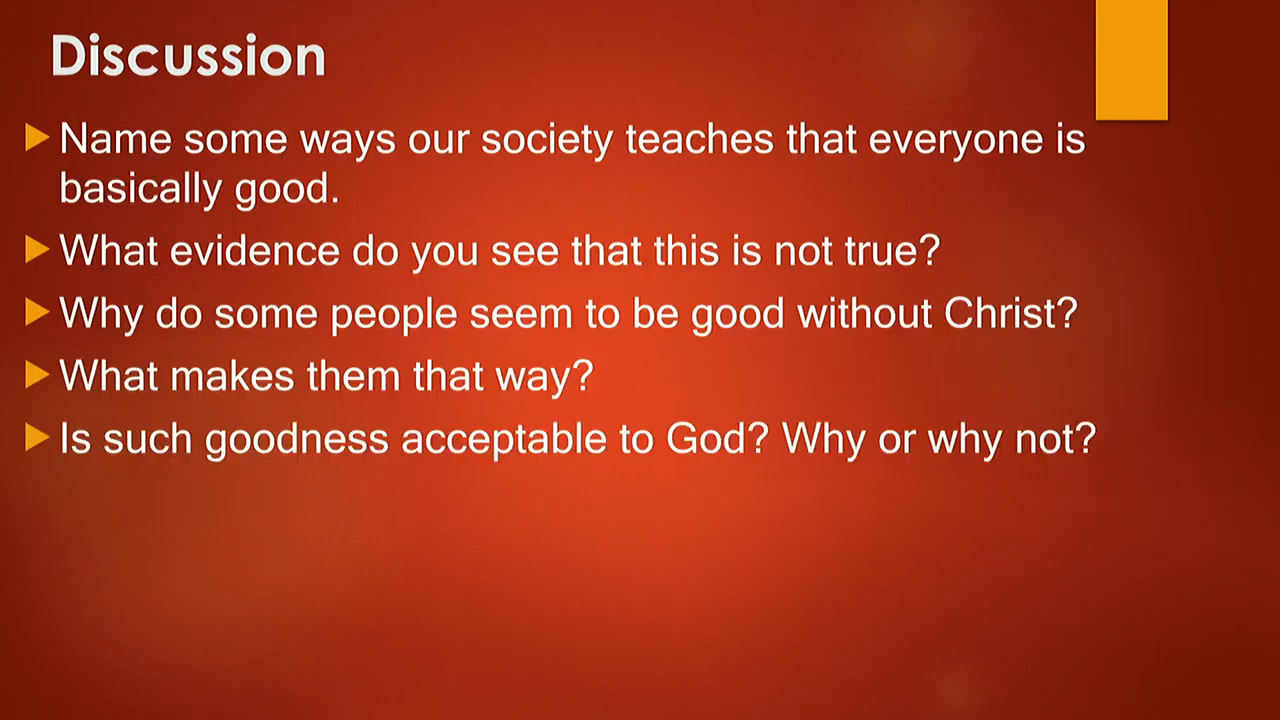 Discussion
Name some ways our society teaches that everyone is
basically good.
What evidence do you see that this is not true?
Why do some people seem to be good without Christ?
What makes them that way?
Is such goodness acceptable to God? Why or why not?